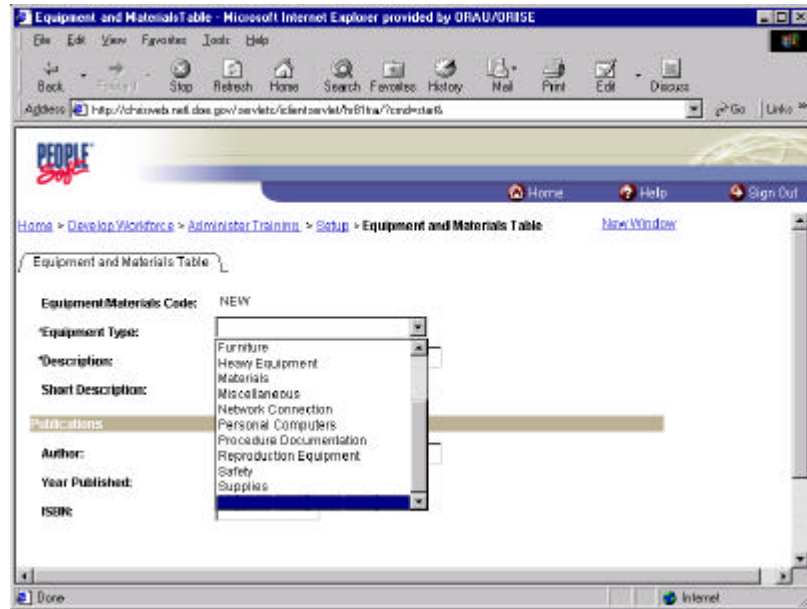 Equipment and MaterialsTable - Microsoft Internet Explorer provided by ORAU/ORISE
File Edit View Favorites Tools Help
Back Forward Stop Refresh Home Search Favorites History Mail Print Edit Discuss
Address Go Links »
PEOPLE Soft
Home Help Sign Out
Home > Develop Workforce > Administer Training > Setup > Equipment and Materials Table New Window
Equipment and Materials Table
Equipment/Materials Code: NEW
*Equipment Type:
*Description:
Short Description:
Furniture
Heavy Equipment
Materials
Miscellaneous
Network Connection
Personal Computers
Procedure Documentation
Reproduction Equipment
Safety
Supplies
Publications
Author:
Year Published:
ISBN:
Done Internet